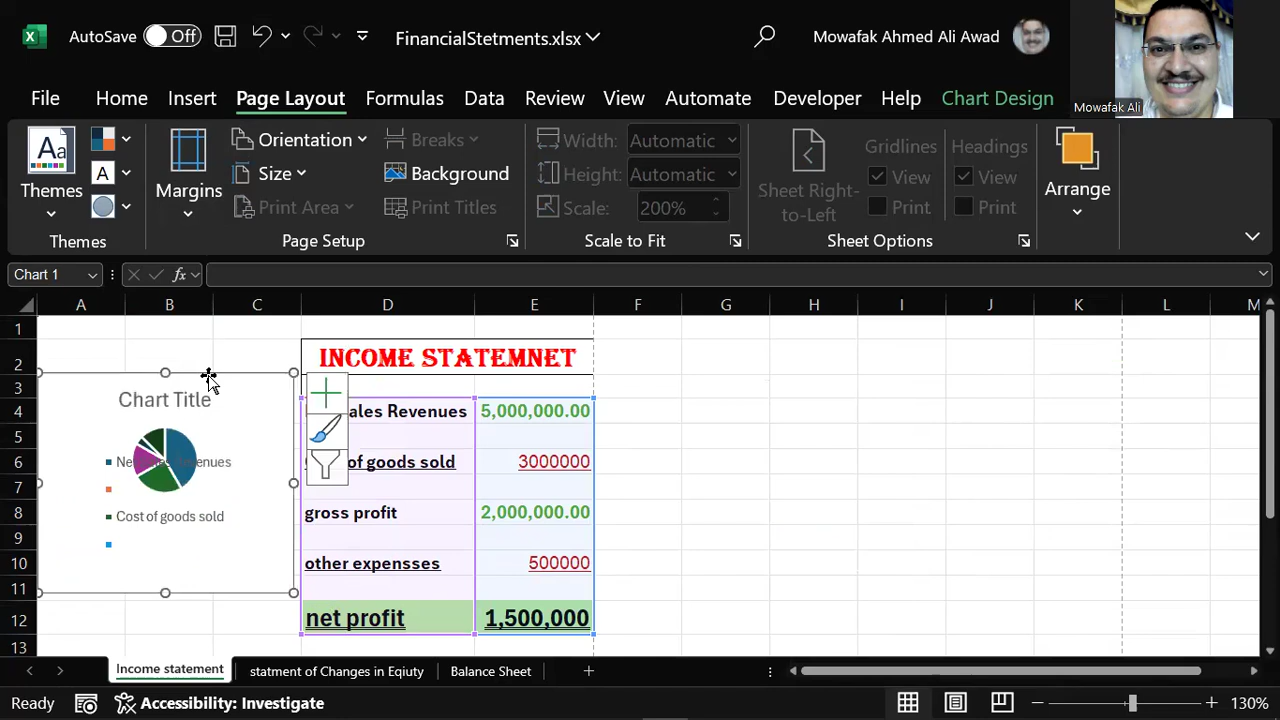 AutoSave Off FinancialStetments.xlsx Mowafak Ahmed Ali Awad
Mowafak Ali
File Home Insert Page Layout Formulas Data Review View Automate Developer Help Chart Design
Themes
Margins
Orientation
Size
Print Area
Breaks
Background
Print Titles
Width: Automatic
Height: Automatic
Scale: 200%
Sheet Right-
to-Left
Gridlines
View
Print
Headings
View
Print
Arrange
Themes Page Setup Scale to Fit Sheet Options
Chart 1 fx
A B C D E F G H I J K L M
1
2 INCOME STATEMNET
3
4 ales Revenues 5,000,000.00
5
6 of goods sold 3000000
7
8 gross profit 2,000,000.00
9
10 other expensses 500000
11
12 net profit 1,500,000
13
Chart Title
Cost of goods sold
Income statement statment of Changes in Eqiuty Balance Sheet
Ready Accessibility: Investigate 130%